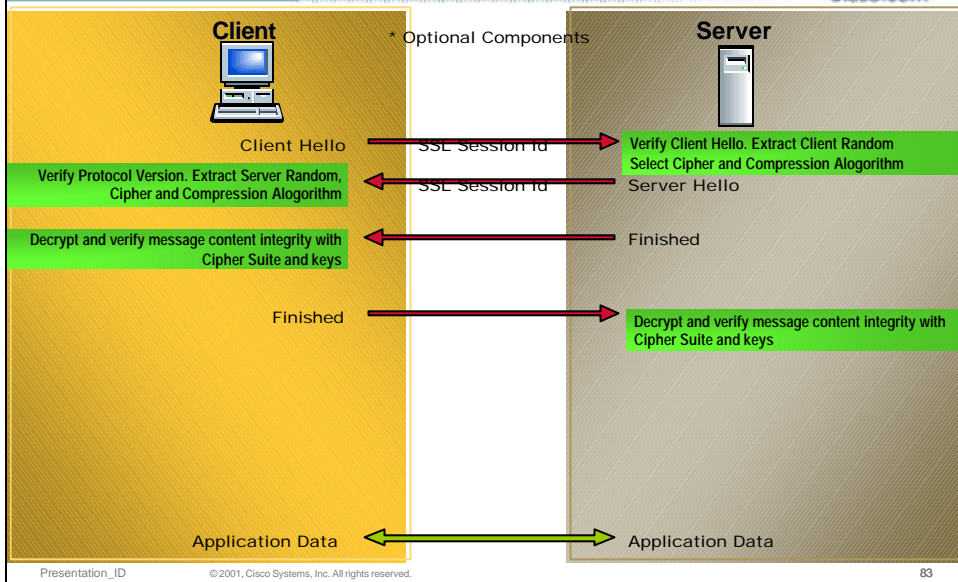 Client
* Optional Components
Server
Client Hello
SSL Session Id
Verify Client Hello. Extract Client Random
Select Cipher and Compression Alogorithm
Verify Protocol Version. Extract Server Random,
Cipher and Compression Alogorithm
SSL Session Id
Server Hello
Decrypt and verify message content integrity with
Cipher Suite and keys
Finished
Finished
Decrypt and verify message content integrity with
Cipher Suite and keys
Application Data
Application Data
Presentation_ID
© 2001, Cisco Systems, Inc. All rights reserved.
83